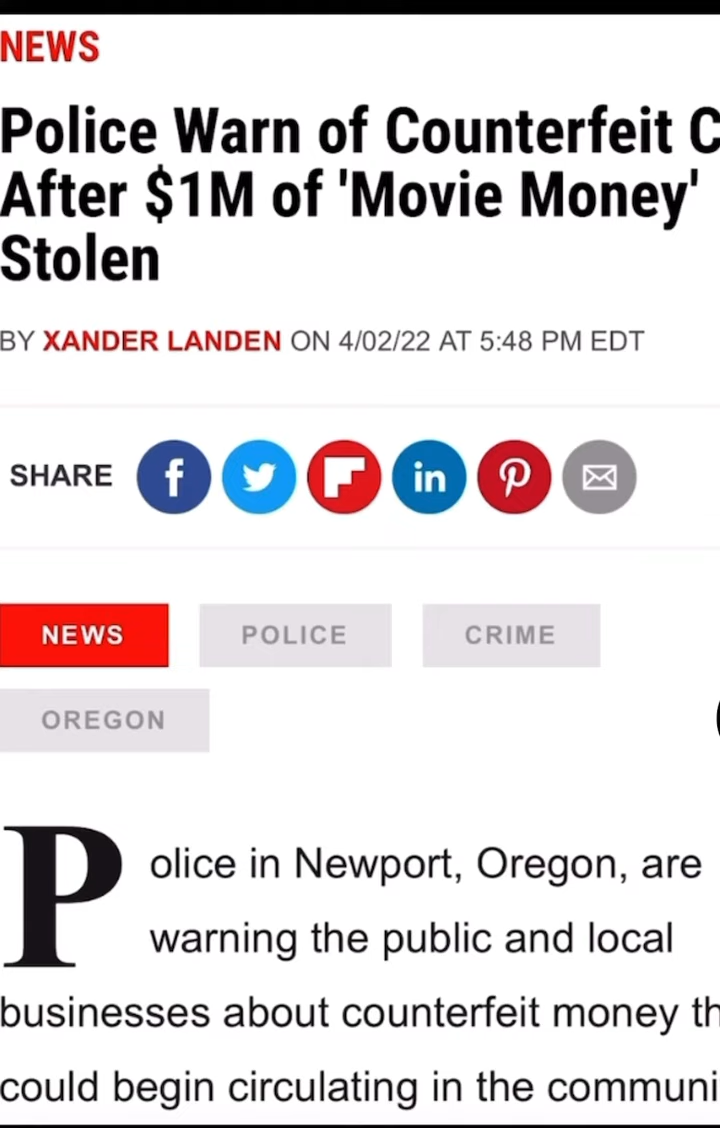 NEWS
Police Warn of Counterfeit C
After $1M of 'Movie Money'
Stolen
BY XANDER LANDEN ON 4/02/22 AT 5:48 PM EDT
SHARE
NEWS POLICE CRIME
OREGON
Police in Newport, Oregon, are
warning the public and local
businesses about counterfeit money th
could begin circulating in the communi